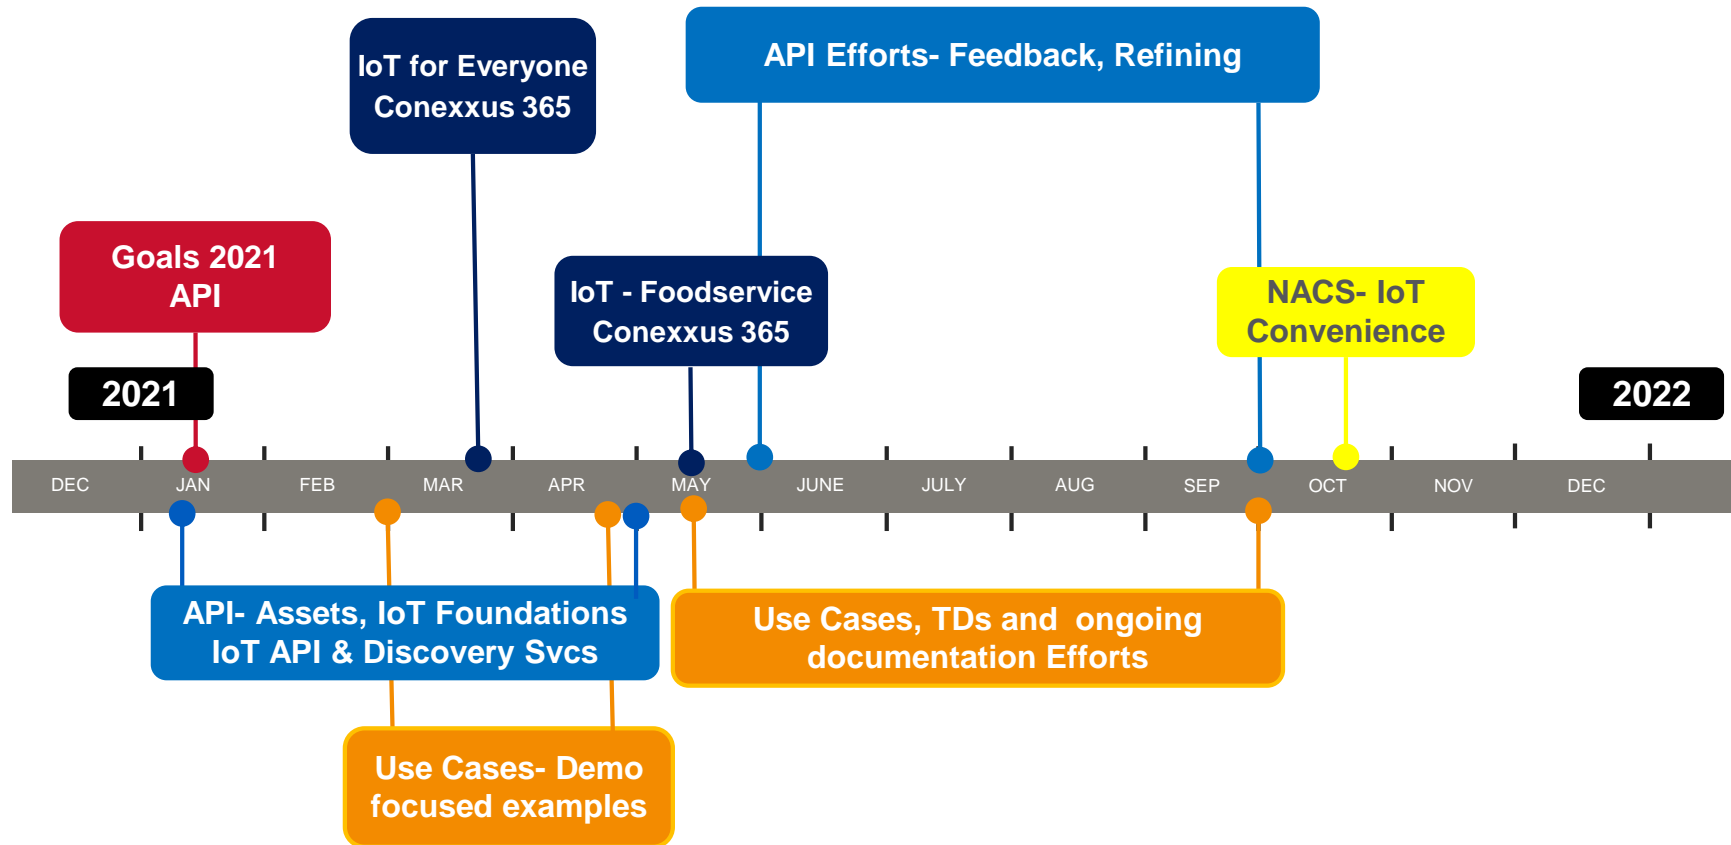 IoT for Everyone
Conexxus 365
API Efforts- Feedback, Refining
Goals 2021
API
IoT - Foodservice
Conexxus 365
NACS- IoT
Convenience
2021
2022
DEC JAN FEB MAR APR MAY JUNE JULY AUG SEP OCT NOV DEC
API- Assets, IoT Foundations
IoT API & Discovery Svcs
Use Cases, TDs and ongoing
documentation Efforts
Use Cases- Demo
focused examples